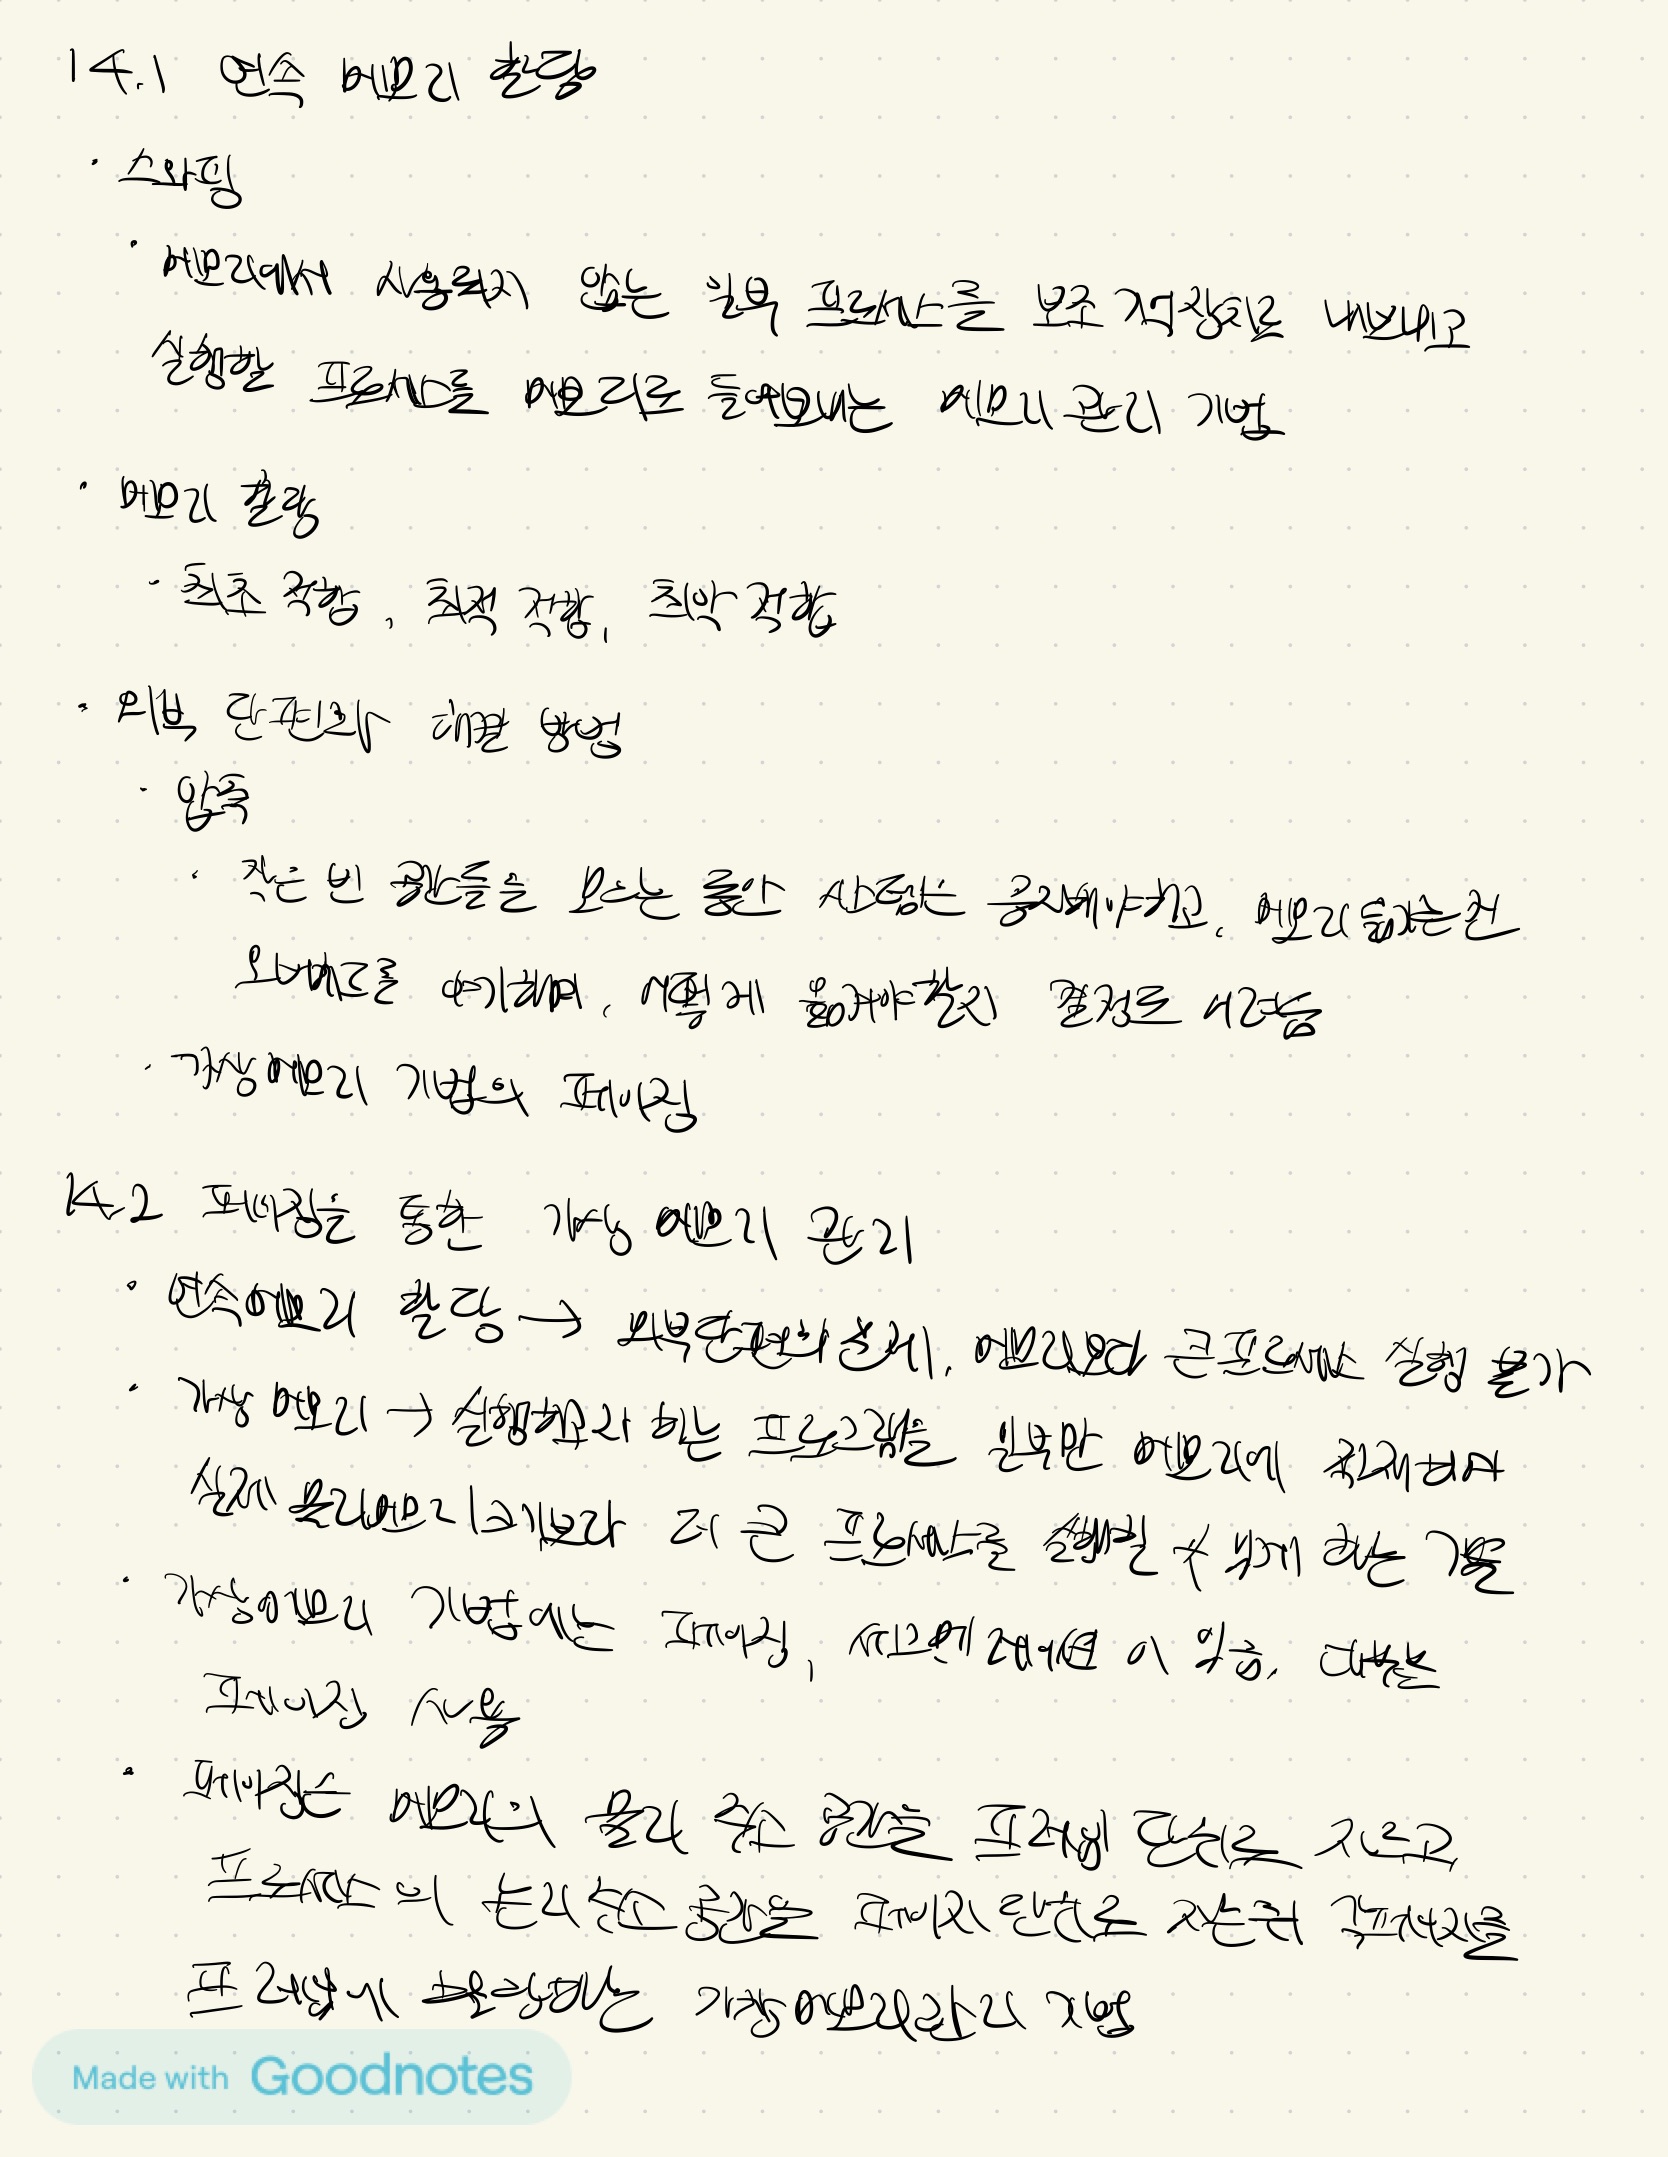 14.1 연속 메모리 할당
· 스와핑
· 메모리에서 사용되지 않는 일부 프로세스를 보조기억장치로 내보내고
실행할 프로세스를 메모리로 들여보내는 메모리 관리 기법
· 메모리 할당
· 최초 적합, 최적 적합, 최악 적합
· 외부 단편화 해결 방법
· 압축
· 작은 빈 공간들을 모으는 동안 시스템은 중지해야하고, 메모리 옮기는건
오버헤드를 야기하며, 어떻게 옮겨야할지 결정도 어려움
· 가상메모리 기법의 페이징
14.2 페이징을 통한 가상 메모리 관리
· 연속메모리 할당 → 외부단편화 문제, 메모리보다 큰 프로세스 실행 불가
· 가상 메모리 → 실행하고자 하는 프로그램을 일부만 메모리에 적재하여
실제 물리메모리 크기보다 더 큰 프로세스를 실행할 수 있게 하는 기술
· 가상메모리 기법에는 페이징, 세그멘테이션이 있음, 대부분
페이징 사용
· 페이징은 메모리의 물리 주소 공간을 프레임 단위로 자르고,
프로세스의 논리 주소 공간을 페이지 단위로 자른뒤 각 페이지를
프레임에 할당하는 가상메모리 관리 기법
Made with Goodnotes